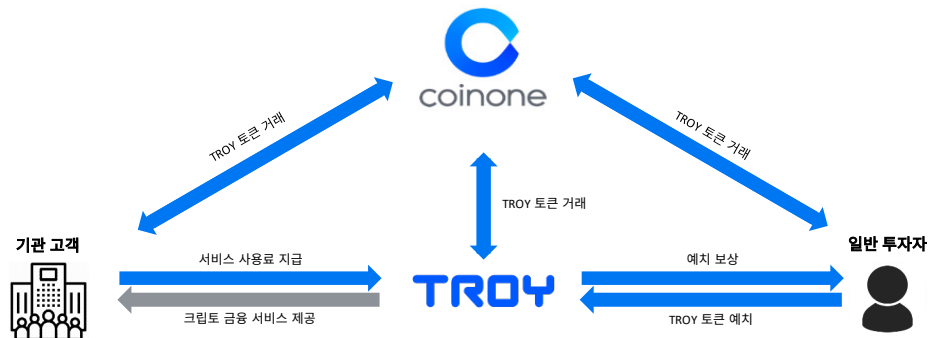 coinone
TROY 토큰 거래
TROY 토큰 거래
TROY 토큰 거래
기관 고객
일반 투자자
서비스 사용료 지급
예치 보상
TROY
크립토 금융 서비스 제공
TROY 토큰 예치